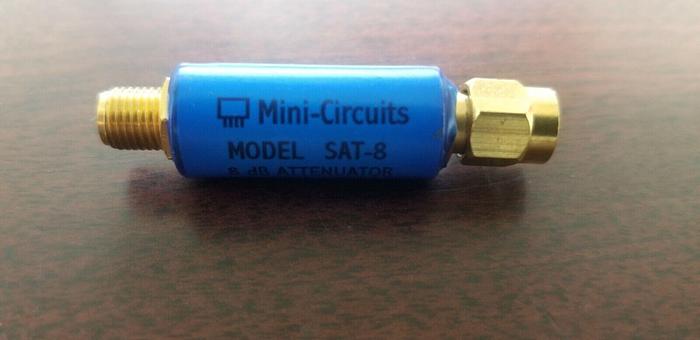 Mini-Circuits
MODEL SAT-8
8 dB ATTENUATOR